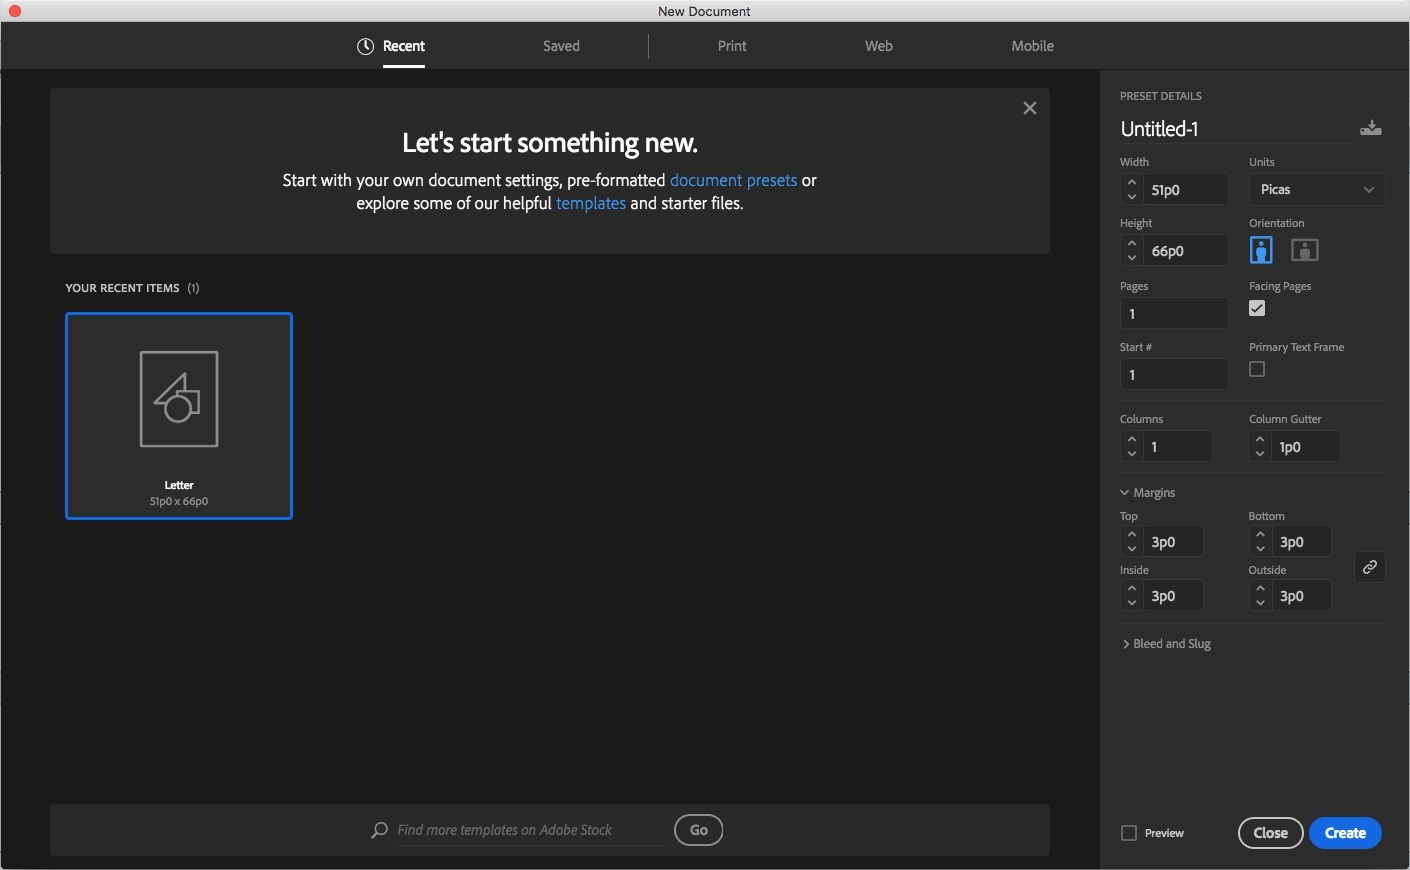 New Document
Recent
Saved
Print
Web
Mobile
Let's start something new.
Start with your own document settings, pre-formatted document presets or
explore some of our helpful templates and starter files.
YOUR RECENT ITEMS (1)
Letter
51p0 x 66p0
Find more templates on Adobe Stock
Go
PRESET DETAILS
Untitled-1
Width
Units
51p0
Picas
Height
Orientation
66p0
Pages
Facing Pages
1
Start #
Primary Text Frame
1
Columns
Column Gutter
1
1p0
Margins
Top
Bottom
3p0
3p0
Inside
Outside
3p0
3p0
Bleed and Slug
Preview
Close
Create